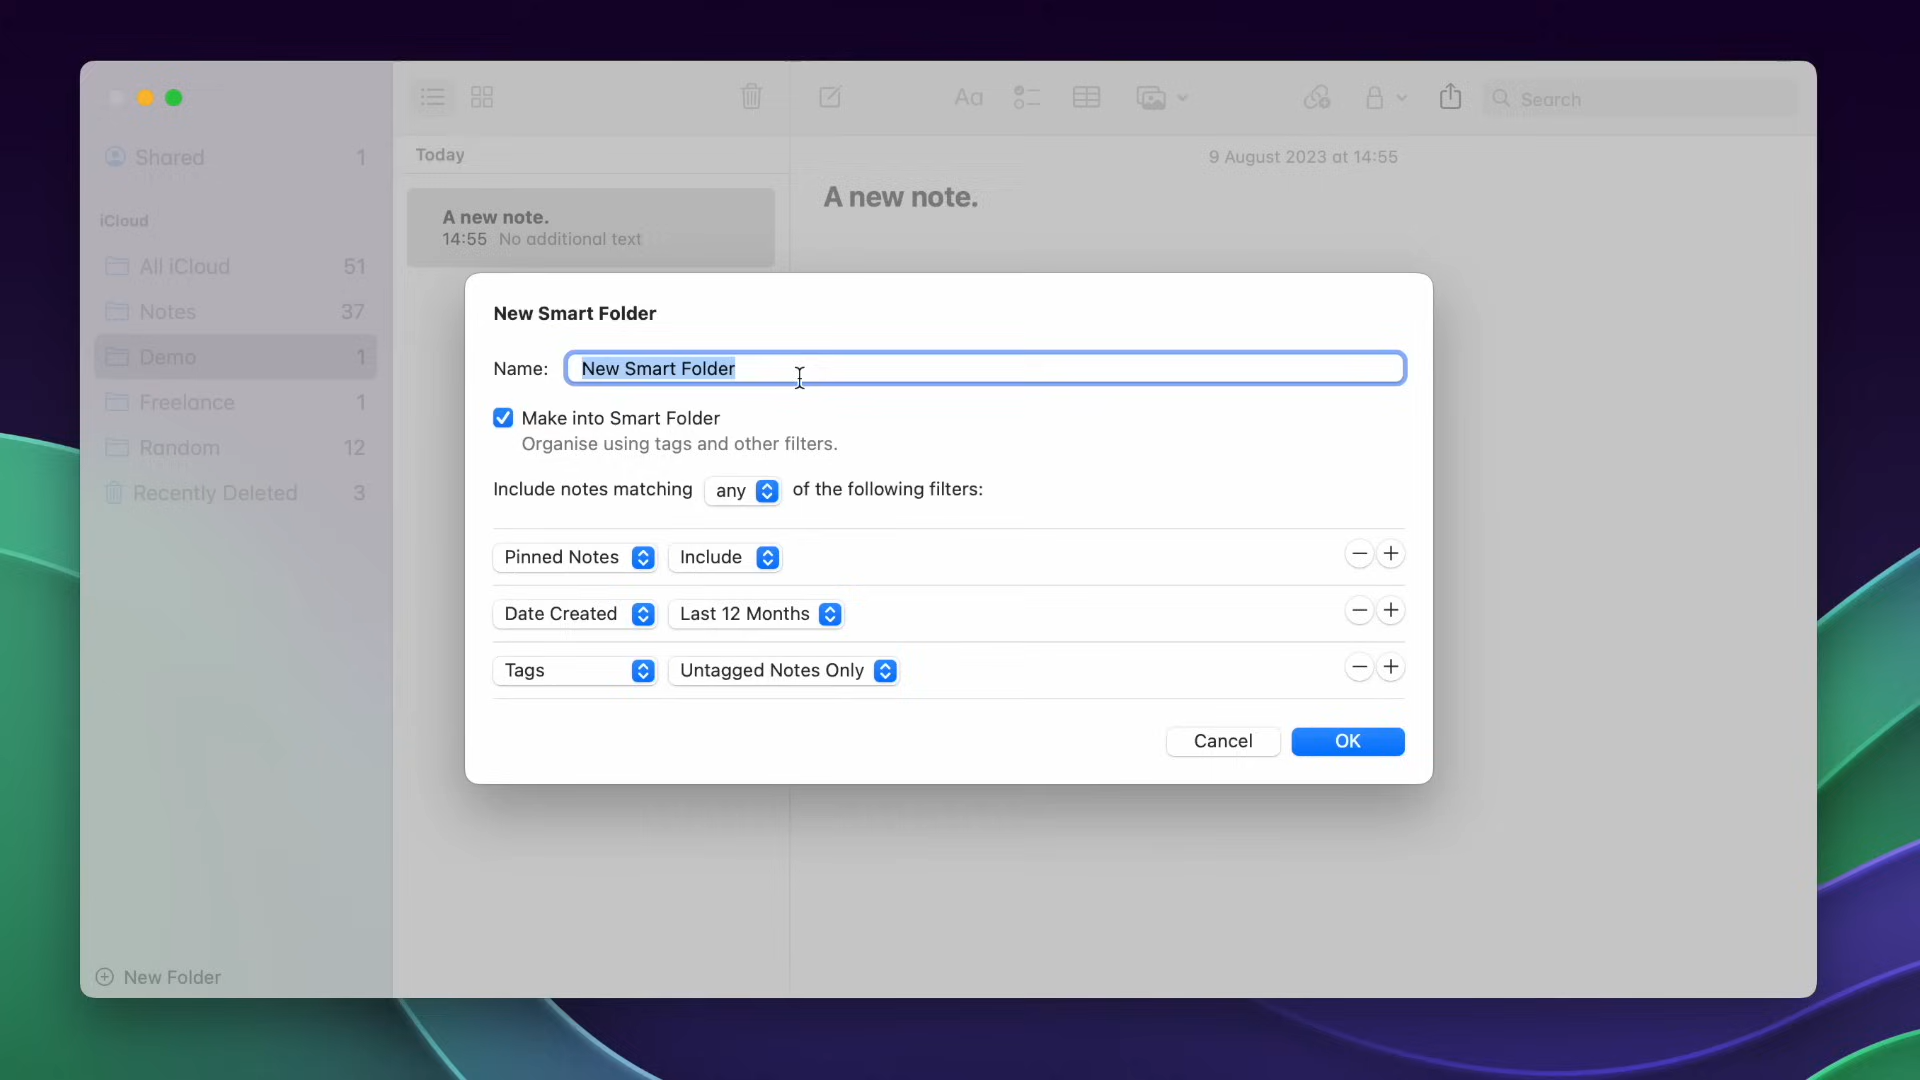 Aa
Search
Shared 1
Today
9 August 2023 at 14:55
A new note.
iCloud
A new note.
14:55 No additional text
All iCloud 51
Notes 37
Demo 1
Freelance 1
Random 12
Recently Deleted 3
New Smart Folder
Name: New Smart Folder
Make into Smart Folder
Organise using tags and other filters.
Include notes matching any of the following filters:
Pinned Notes Include
Date Created Last 12 Months
Tags Untagged Notes Only
Cancel OK
New Folder